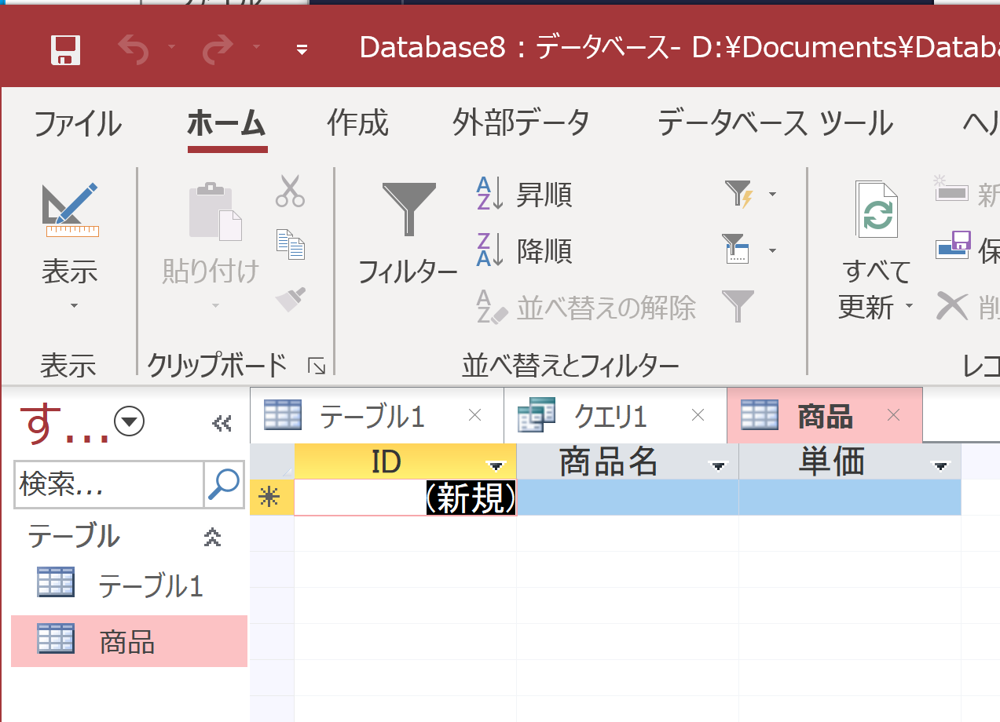 Database8 : データベース- D:¥Documents¥Databa
ファイル ホーム 作成 外部データ データベース ツール ヘル
表示
貼り付け
フィルター
昇順
降順
並べ替えの解除
すべて
更新
新
保
削
表示 クリップボード 並べ替えとフィルター レコ
す...
テーブル1 クエリ1 商品
検索...
ID 商品名 単価
(新規)
テーブル
テーブル1
商品